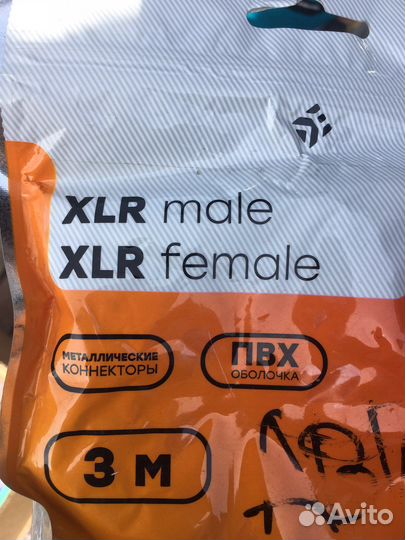 XLR male
XLR female
МЕТАЛЛИЧЕСКИЕ
КОННЕКТОРЫ
ПВХ
ОБОЛОЧКА
3 М
Avito